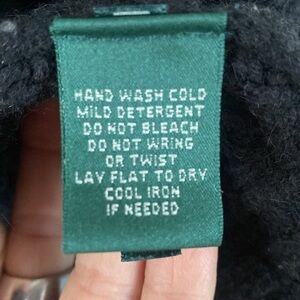 HAND WASH COLD
MILD DETERGENT
DO NOT BLEACH
DO NOT WRING
OR TWIST
LAY FLAT TO DRY
COOL IRON
IF NEEDED